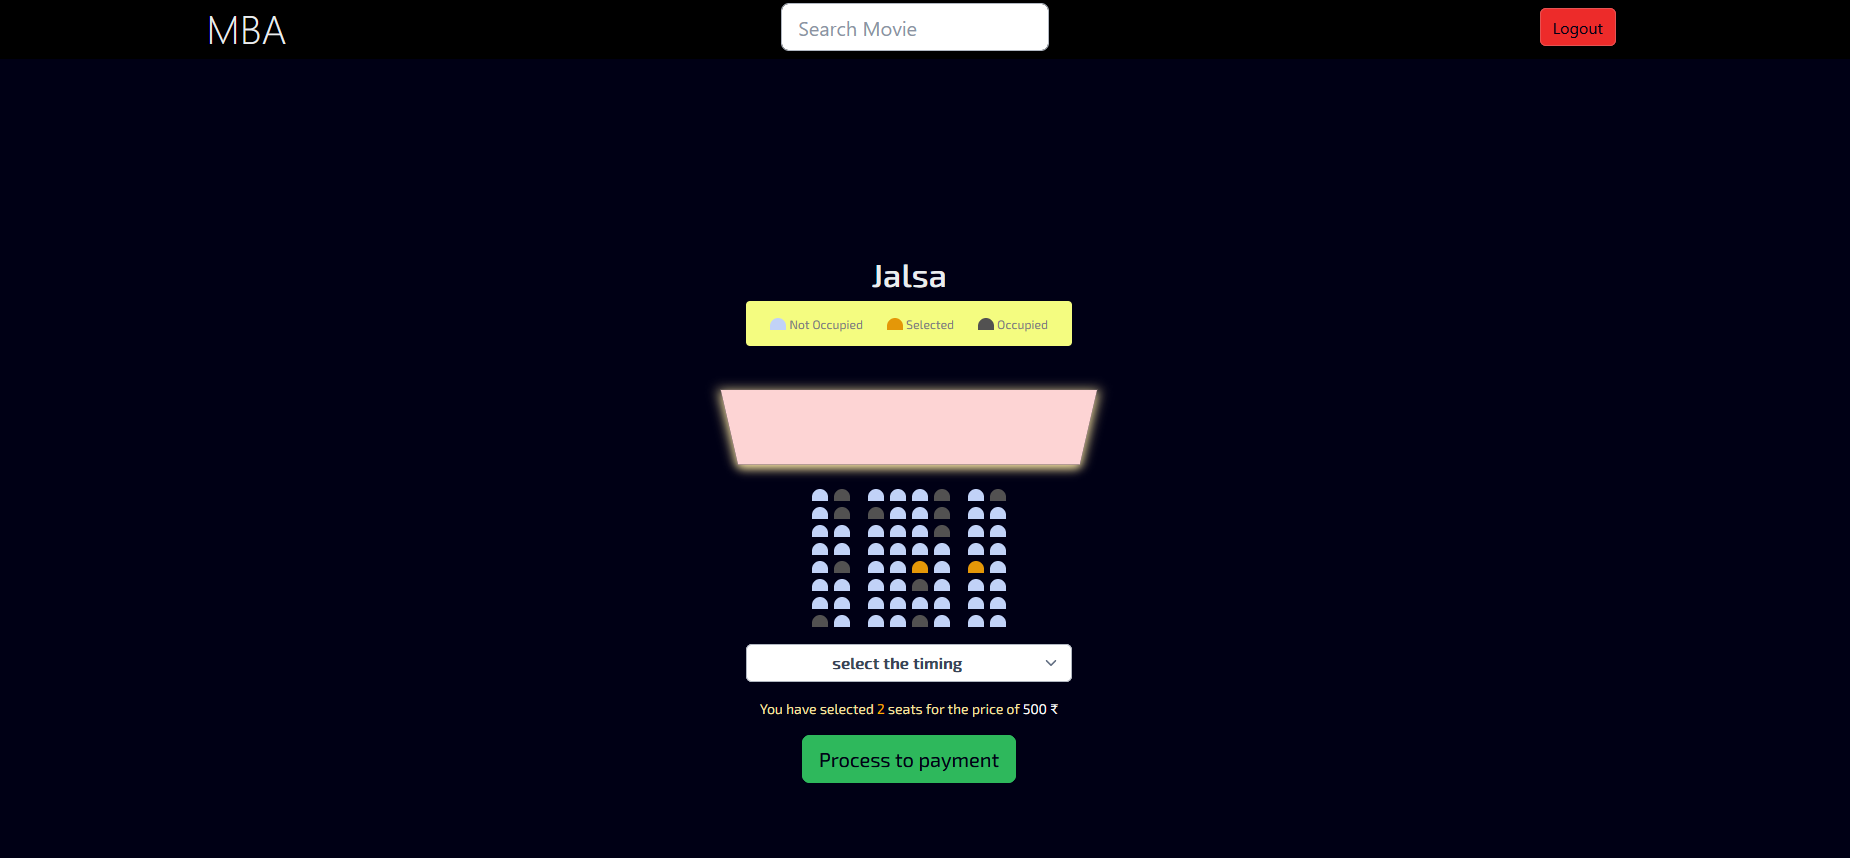 MBA
Search Movie
Logout
Jalsa
Not Occupied Selected Occupied
select the timing
You have selected 2 seats for the price of 500 ₹
Process to payment